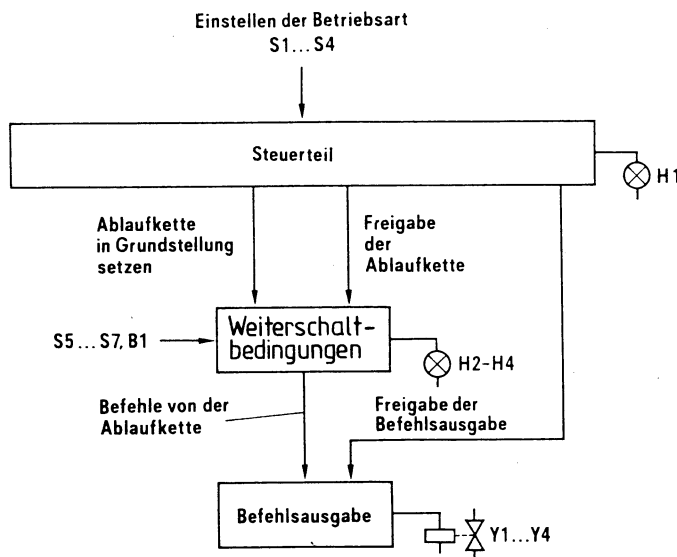 Einstellen der Betriebsart
S1...S4
Steuerteil
H1
Ablaufkette
in Grundstellung
setzen
Freigabe
der
Ablaufkette
S5...S7, B1
Weiterschalt-
bedingungen
H2-H4
Befehle von der
Ablaufkette
Freigabe der
Befehlsausgabe
Befehlsausgabe
Y1...Y4